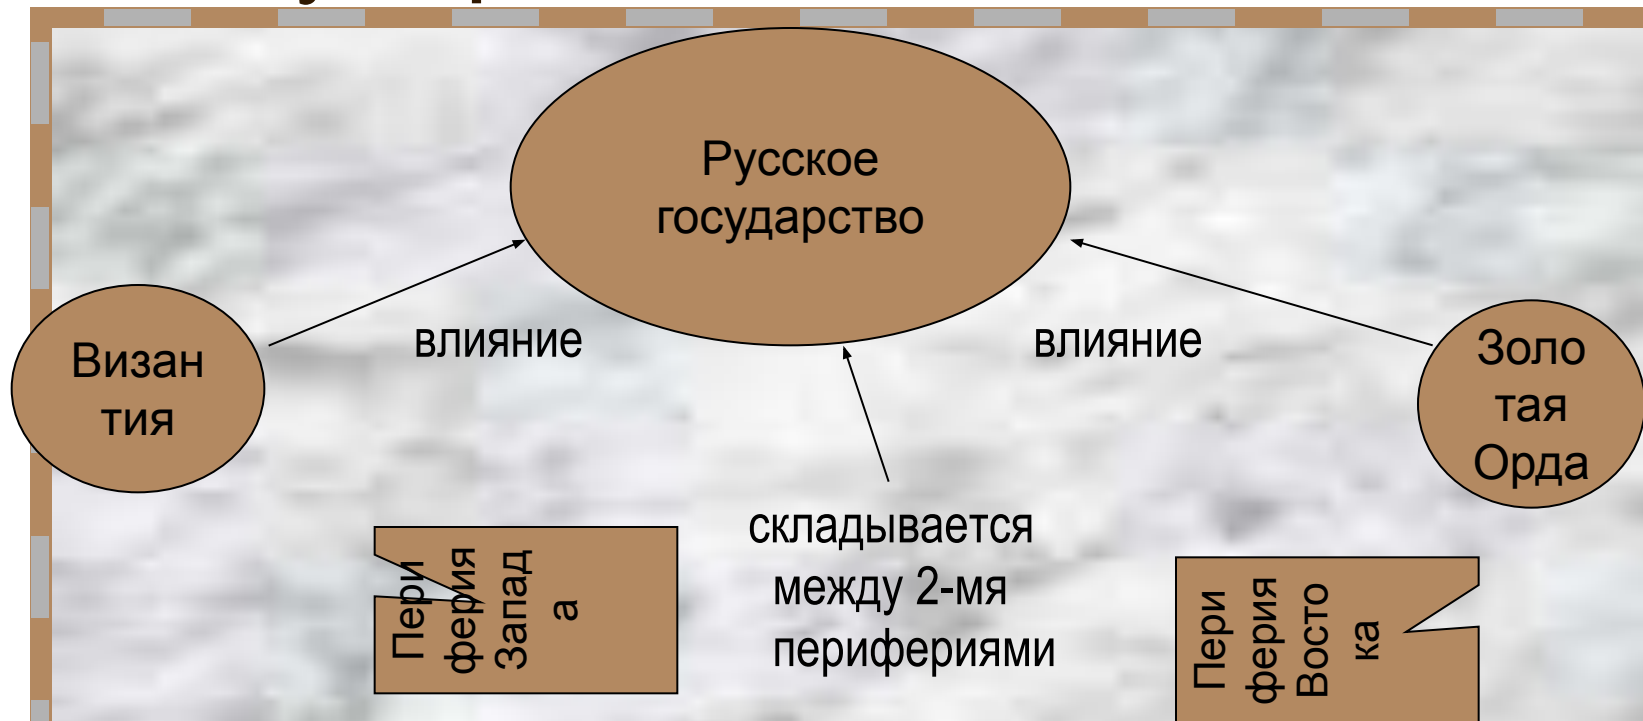 Русское
государство
Визан
тия
влияние
влияние
Золо
тая
Орда
складывается
между 2-мя
перифериями
Пери
ферия
Запад
а
Пери
ферия
Восто
ка